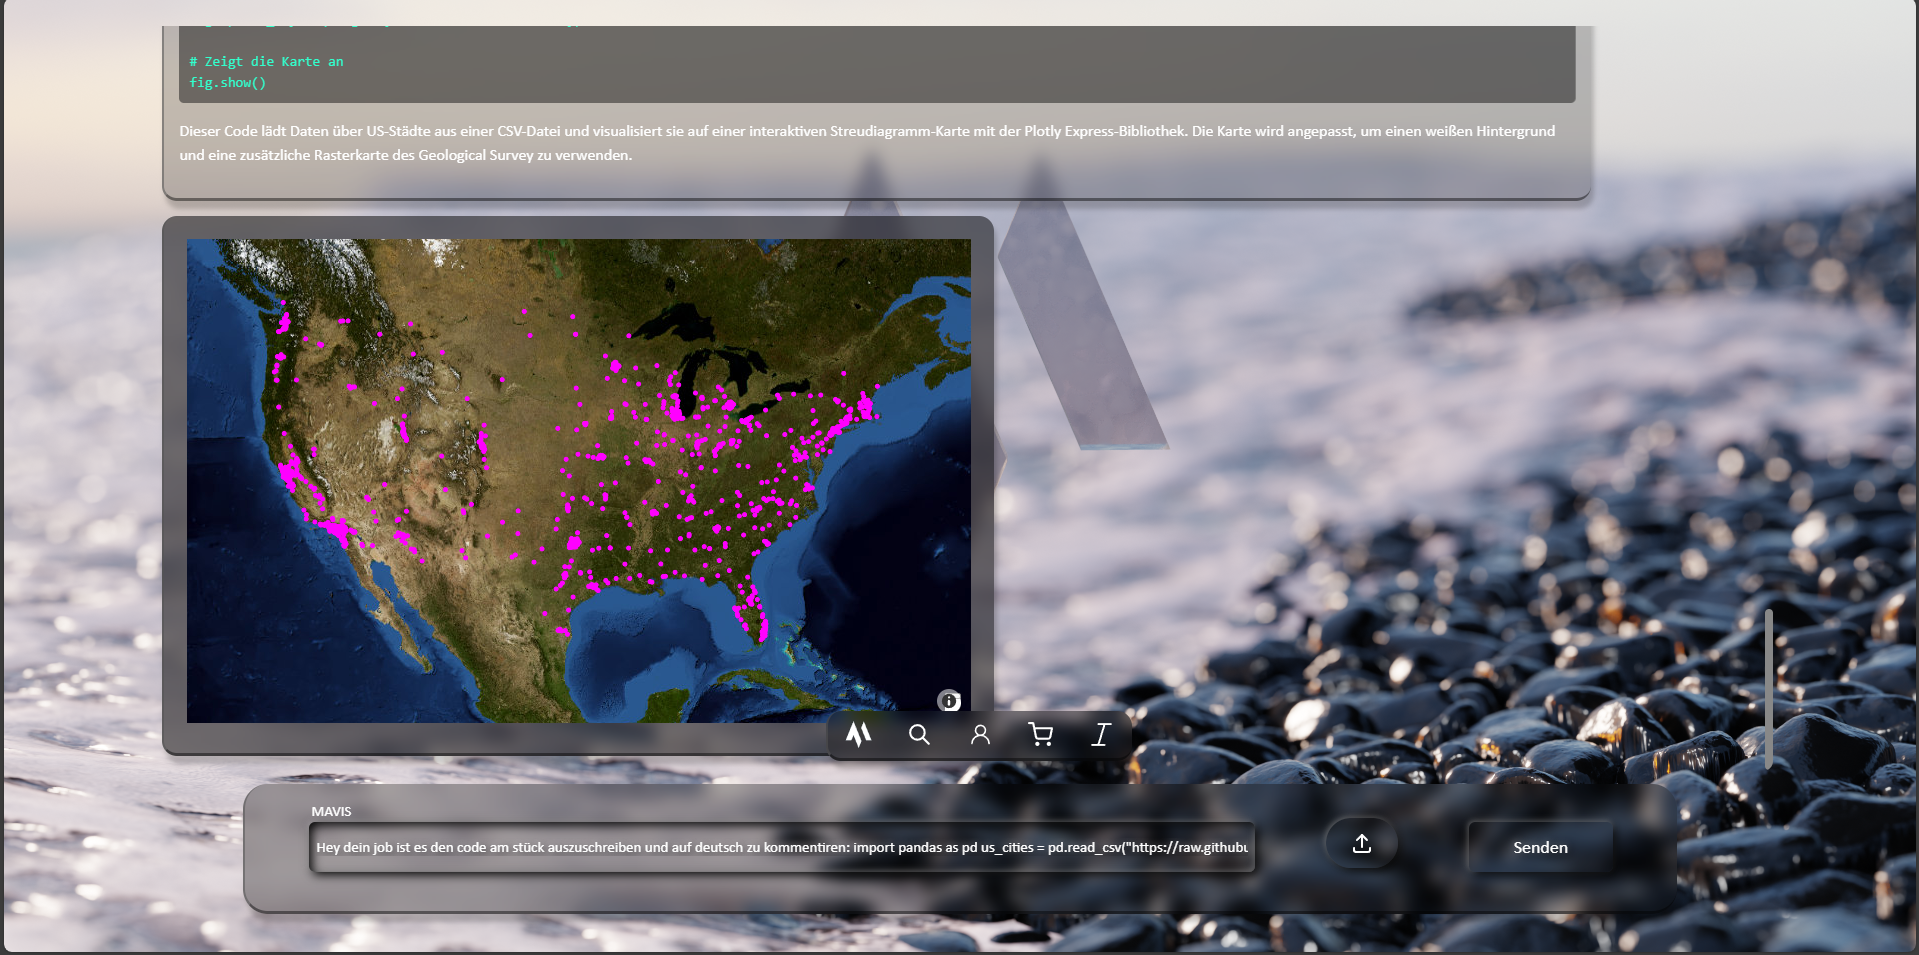 # Zeigt die Karte an
fig.show()
Dieser Code lädt Daten über US-Städte aus einer CSV-Datei und visualisiert sie auf einer interaktiven Streudiagramm-Karte mit der Plotly Express-Bibliothek. Die Karte wird angepasst, um einen weißen Hintergrund
und eine zusätzliche Rasterkarte des Geological Survey zu verwenden.
MAVIS
Hey dein job ist es den code am stück auszuschreiben und auf deutsch zu kommentiren: import pandas as pd us_cities = pd.read_csv("https://raw.githubu
Senden